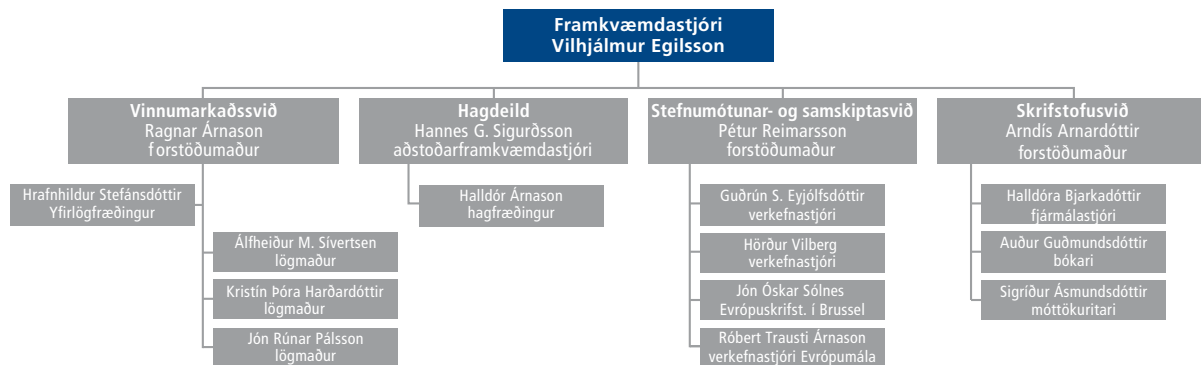 Framkvæmdastjóri
Vilhjálmur Egilsson
Vinnumarkaðssvið
Ragnar Árnason
forstöðumaður
Hagdeild
Hannes G. Sigurðsson
aðstoðarframkvæmdastjóri
Stefnumótunar- og samskiptasvið
Pétur Reimarsson
forstöðumaður
Skrifstofusvið
Arndís Arnardóttir
forstöðumaður
Hrafnhildur Stefánsdóttir
Yfirlögfræðingur
Álfheiður M. Sívertsen
lögmaður
Kristín Þóra Harðardóttir
lögmaður
Jón Rúnar Pálsson
lögmaður
Halldór Árnason
hagfræðingur
Guðrún S. Eyjólfsdóttir
verkefnastjóri
Hörður Vilberg
verkefnastjóri
Jón Óskar Sólnes
Evrópuskrifst. í Brussel
Róbert Trausti Árnason
verkefnastjóri Evrópumála
Halldóra Bjarkadóttir
fjármálastjóri
Auður Guðmundsdóttir
bókari
Sigríður Ásmundsdóttir
móttökuritari